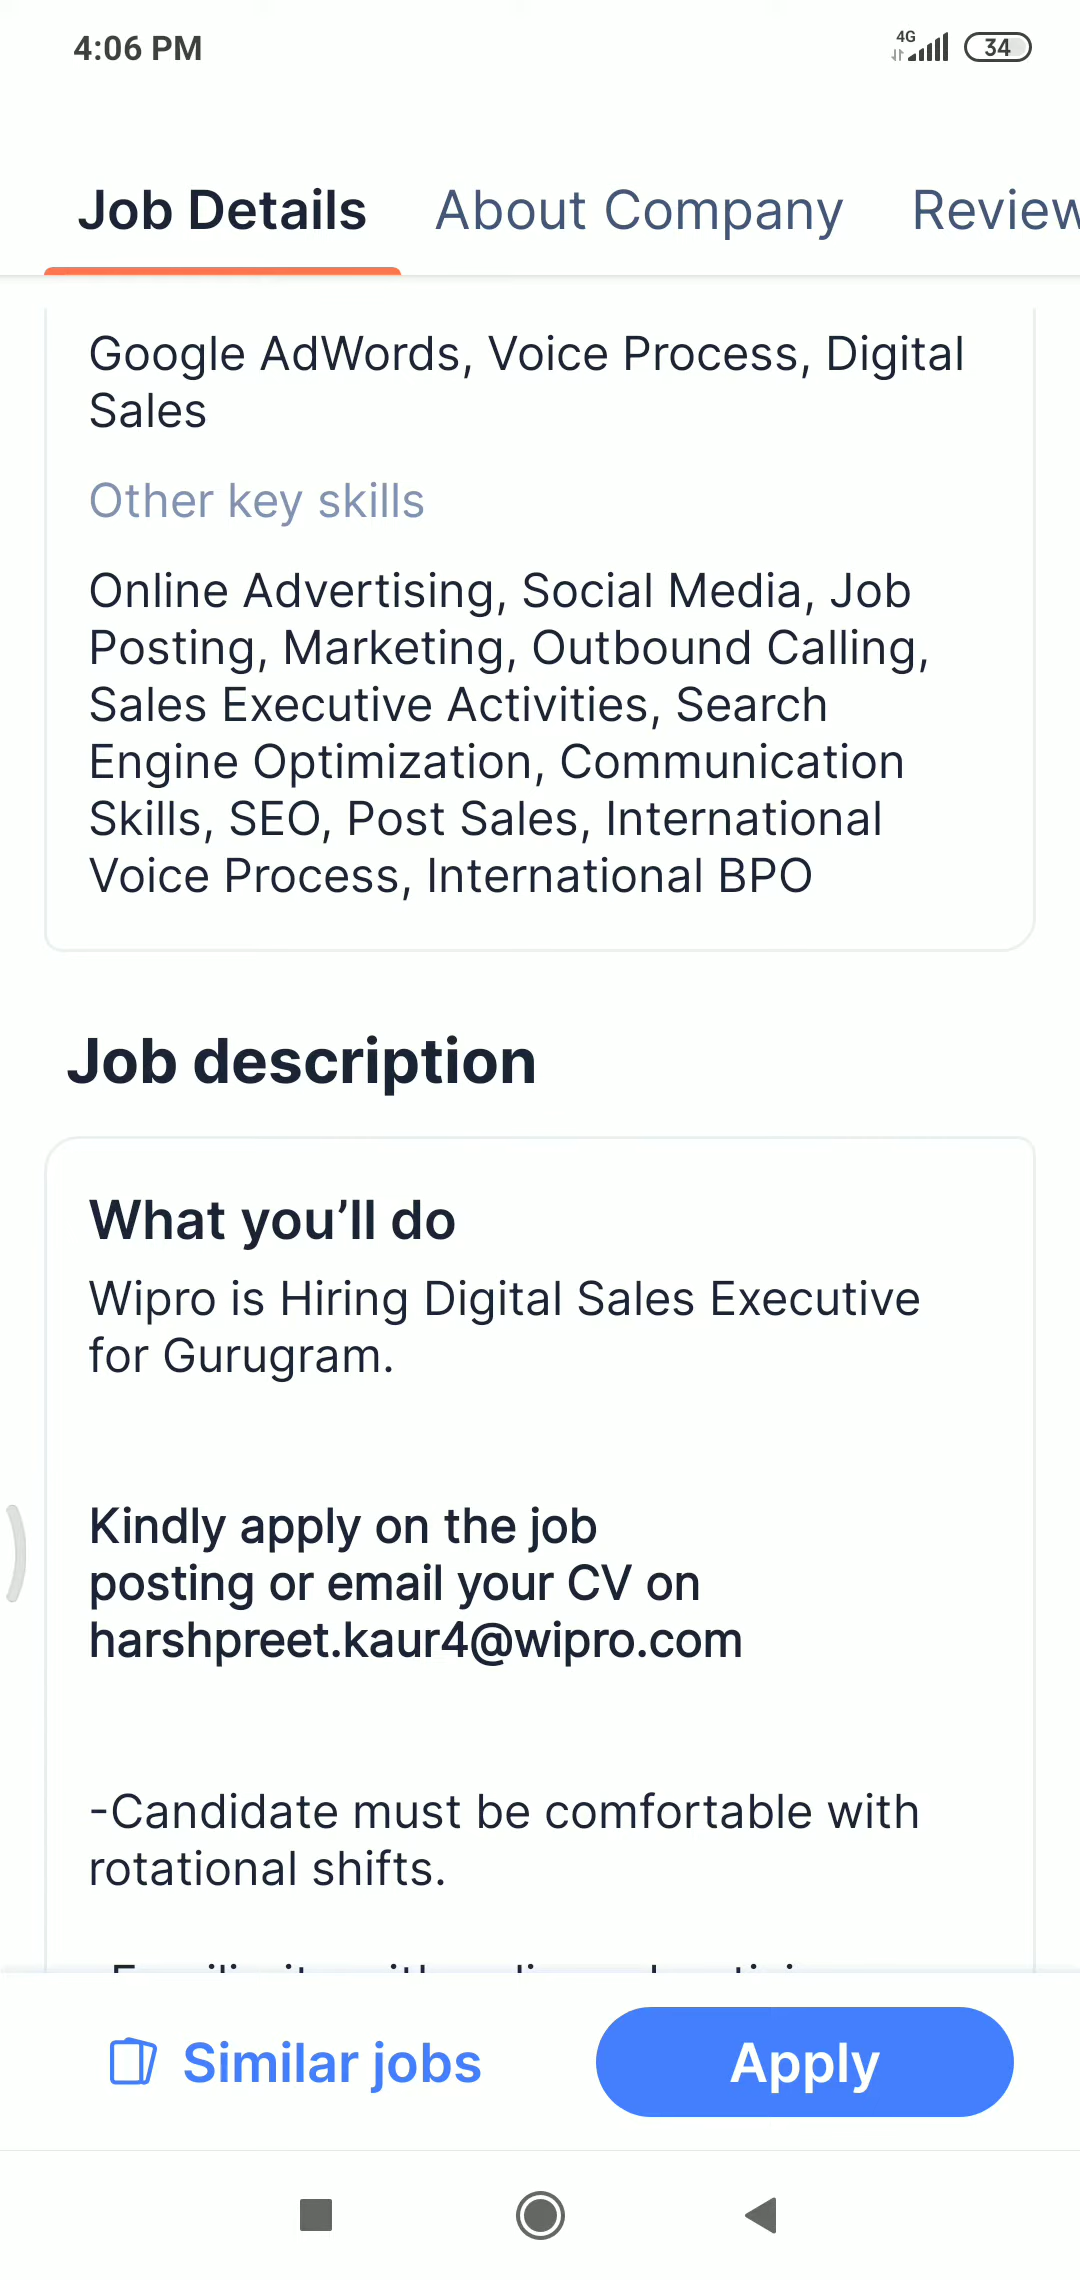 4:06 PM
4G
34
Job Details About Company Review
Google AdWords, Voice Process, Digital
Sales
Other key skills
Online Advertising, Social Media, Job
Posting, Marketing, Outbound Calling,
Sales Executive Activities, Search
Engine Optimization, Communication
Skills, SEO, Post Sales, International
Voice Process, International BPO
Job description
What you’ll do
Wipro is Hiring Digital Sales Executive
for Gurugram.
Kindly apply on the job
posting or email your CV on
harshpreet.kaur4@wipro.com
-Candidate must be comfortable with
rotational shifts.
Similar jobs
Apply